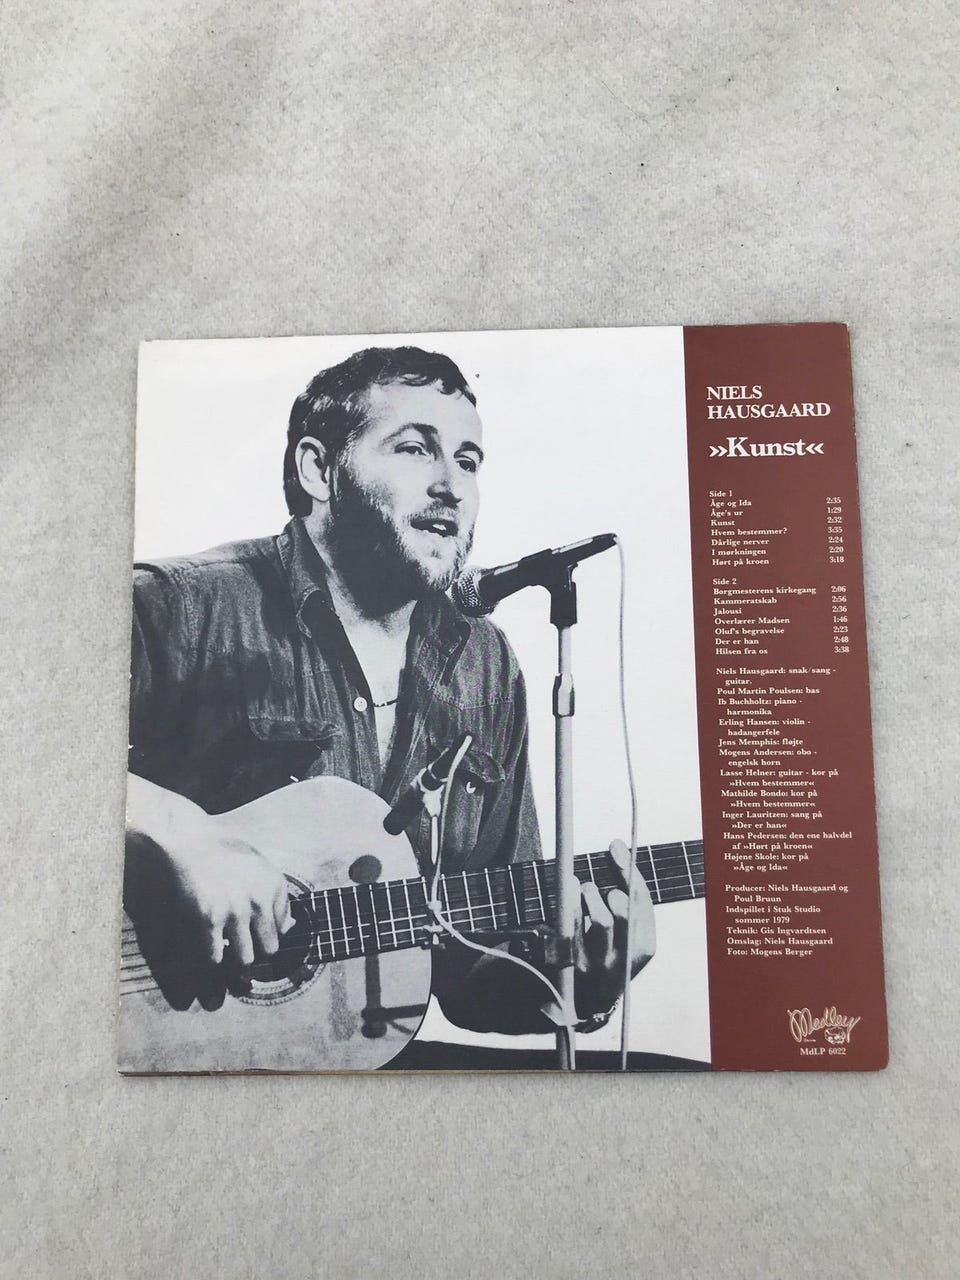 NIELS
HAUSGAARD
»Kunst«
Side 1
Åge og Ida 2:35
Åge's ur 1:29
Kunst 2:32
Hvem bestemmer? 3:35
Dårlige nerver 2:24
I mørkningen 2:20
Hørt på kroen 3:18
Side 2
Borgmesterens kirkegang 2:06
Kammeratskab 2:56
Jalousi 2:36
Overlærer Madsen 1:46
Oluf's begravelse 2:23
Der er han 2:48
Hilsen fra os 3:38
Niels Hausgaard: snak/sang -
guitar.
Poul Martin Poulsen: bas
Ib Buchholtz: piano -
harmonika
Erling Hansen: violin -
hadangerfele
Jens Memphis: fløjte
Mogens Andersen: obo -
engelsk horn
Lasse Helner: guitar - kor på
»Hvem bestemmer«
Mathilde Bondo: kor på
»Hvem bestemmer«
Inger Lauritzen: sang på
»Der er han«
Hans Pedersen: den ene halvdel
af »Hørt på kroen«
Højene Skole: kor på
»Åge og Ida«
Producer: Niels Hausgaard og
Poul Bruun
Indspillet i Stuk Studio
sommer 1979
Teknik: Gis Ingvardtsen
Omslag: Niels Hausgaard
Foto: Mogens Berger
Medley
MdLP 6022